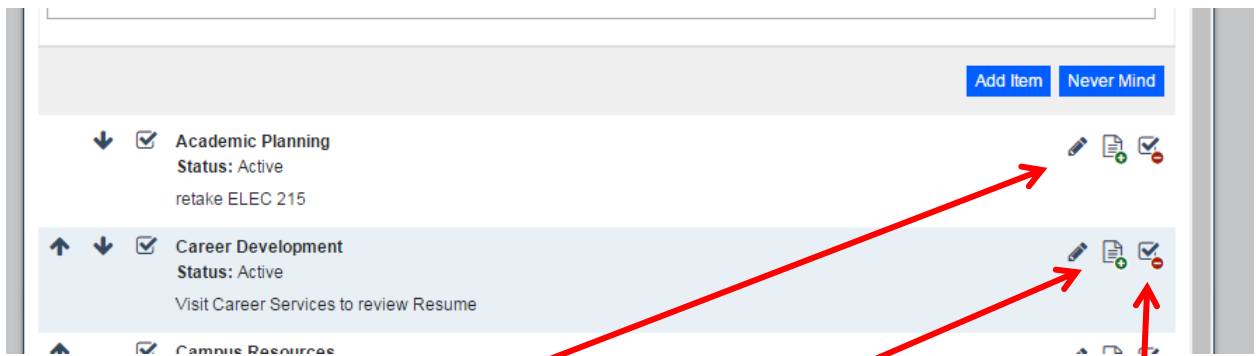 Add Item Never Mind
Academic Planning
Status: Active
retake ELEC 215
Career Development
Status: Active
Visit Career Services to review Resume
Campus Resources